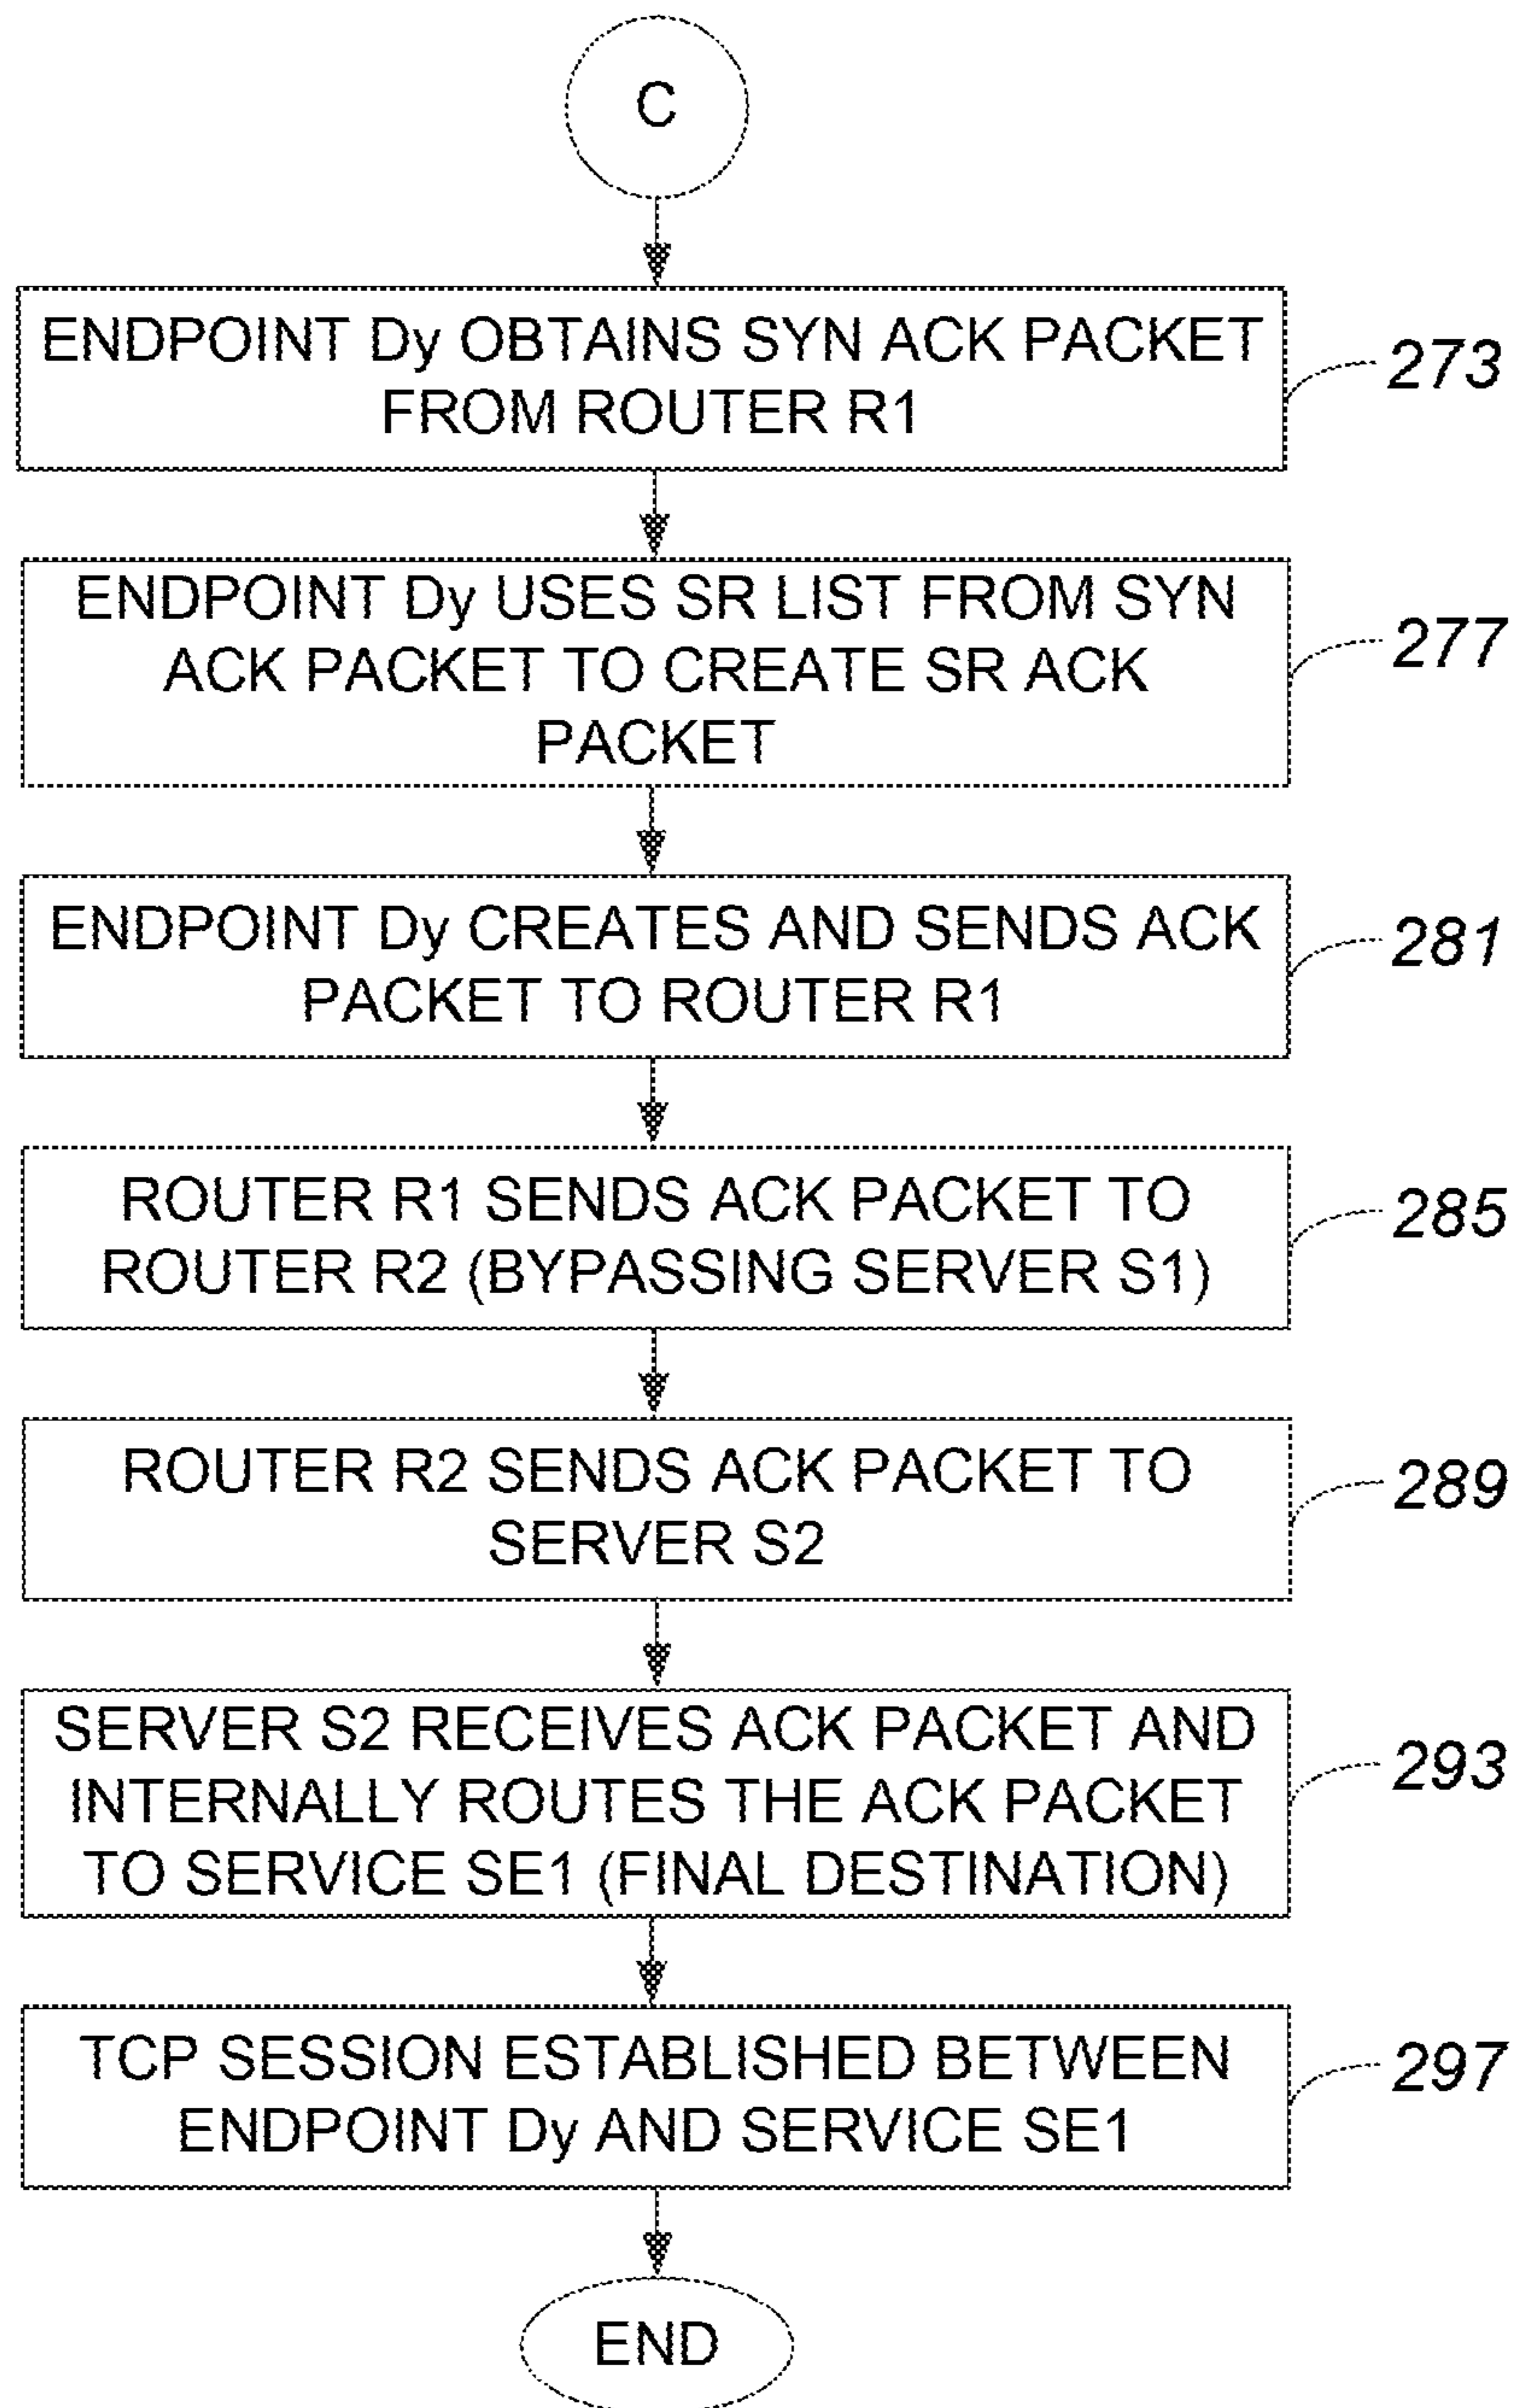 C
ENDPOINT Dy OBTAINS SYN ACK PACKET
FROM ROUTER R1
273
ENDPOINT Dy USES SR LIST FROM SYN
ACK PACKET TO CREATE SR ACK
PACKET
277
ENDPOINT Dy CREATES AND SENDS ACK
PACKET TO ROUTER R1
281
ROUTER R1 SENDS ACK PACKET TO
ROUTER R2 (BYPASSING SERVER S1)
285
ROUTER R2 SENDS ACK PACKET TO
SERVER S2
289
SERVER S2 RECEIVES ACK PACKET AND
INTERNALLY ROUTES THE ACK PACKET
TO SERVICE SE1 (FINAL DESTINATION)
293
TCP SESSION ESTABLISHED BETWEEN
ENDPOINT Dy AND SERVICE SE1
297
END